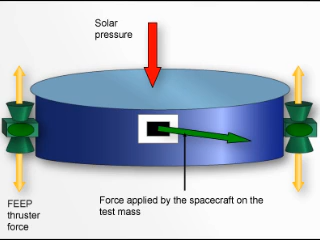 Solar
pressure
FEEP
thruster
force
Force applied by the spacecraft on the
test mass